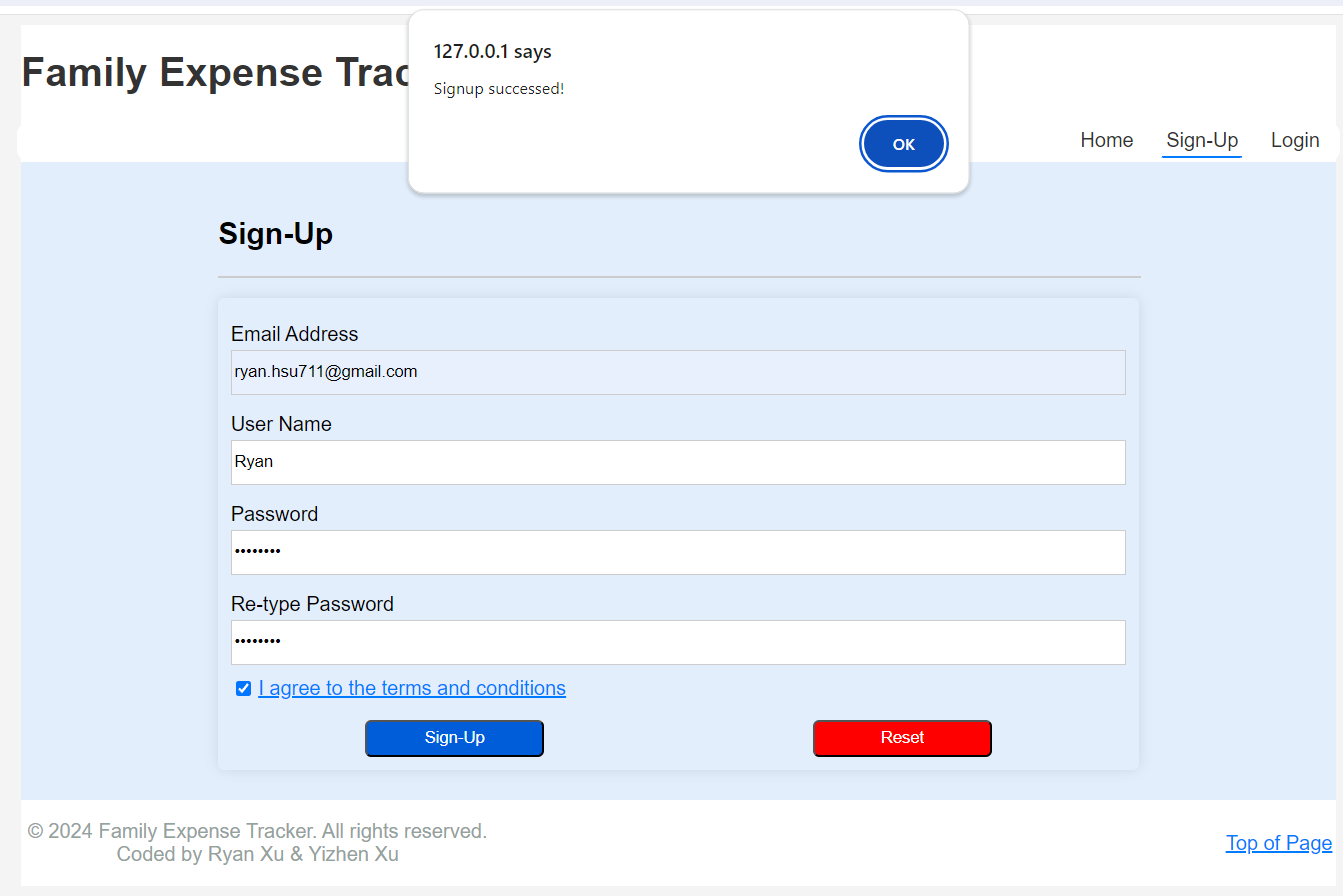 127.0.0.1 says
Signup successed!
OK
Family Expense
Home Sign-Up Login
Sign-Up
Email Address
ryan.hsu711@gmail.com
User Name
Ryan
Password
••••••••
Re-type Password
••••••••
I agree to the terms and conditions
Sign-Up Reset
© 2024 Family Expense Tracker. All rights reserved.
Coded by Ryan Xu & Yizhen Xu
Top of Page